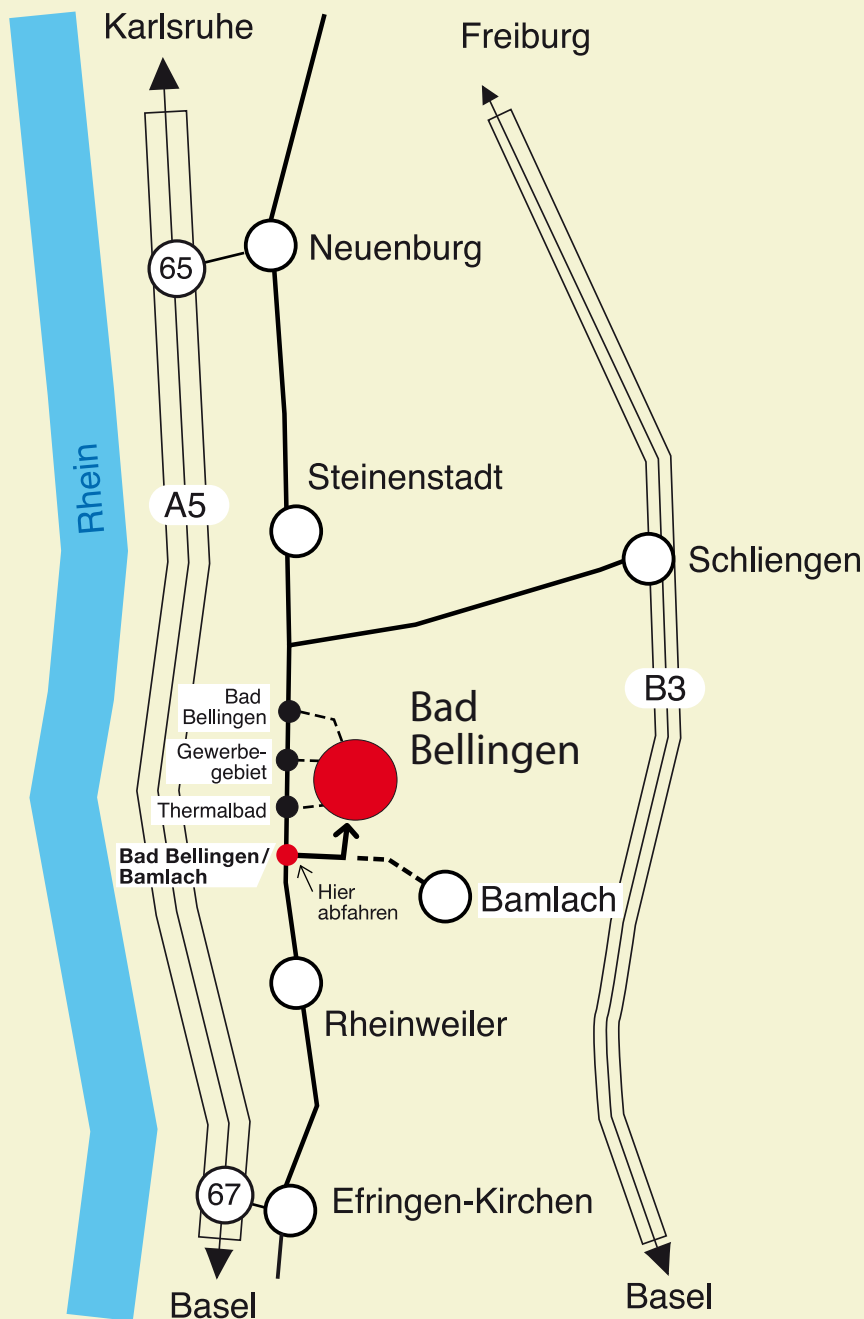 Karlsruhe
Freiburg
65
Neuenburg
Rhein
Steinenstadt
A5
Schliengen
B3
Bad
Bellingen
Bad
Bellingen
Gewerbe-
gebiet
Thermalbad
Bad Bellingen/
Bamlach
Hier
abfahren
Bamlach
Rheinweiler
67
Efringen-Kirchen
Basel
Basel